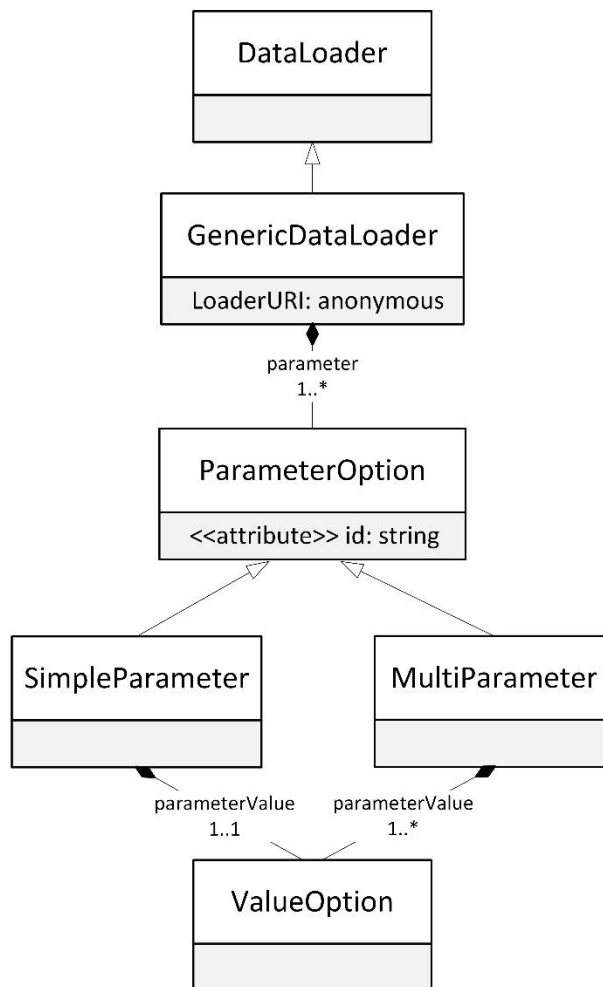 DataLoader
GenericDataLoader
LoaderURI: anonymous
parameter
1..*
ParameterOption
<<attribute>> id: string
SimpleParameter
MultiParameter
parameterValue
1..1
parameterValue
1..*
ValueOption